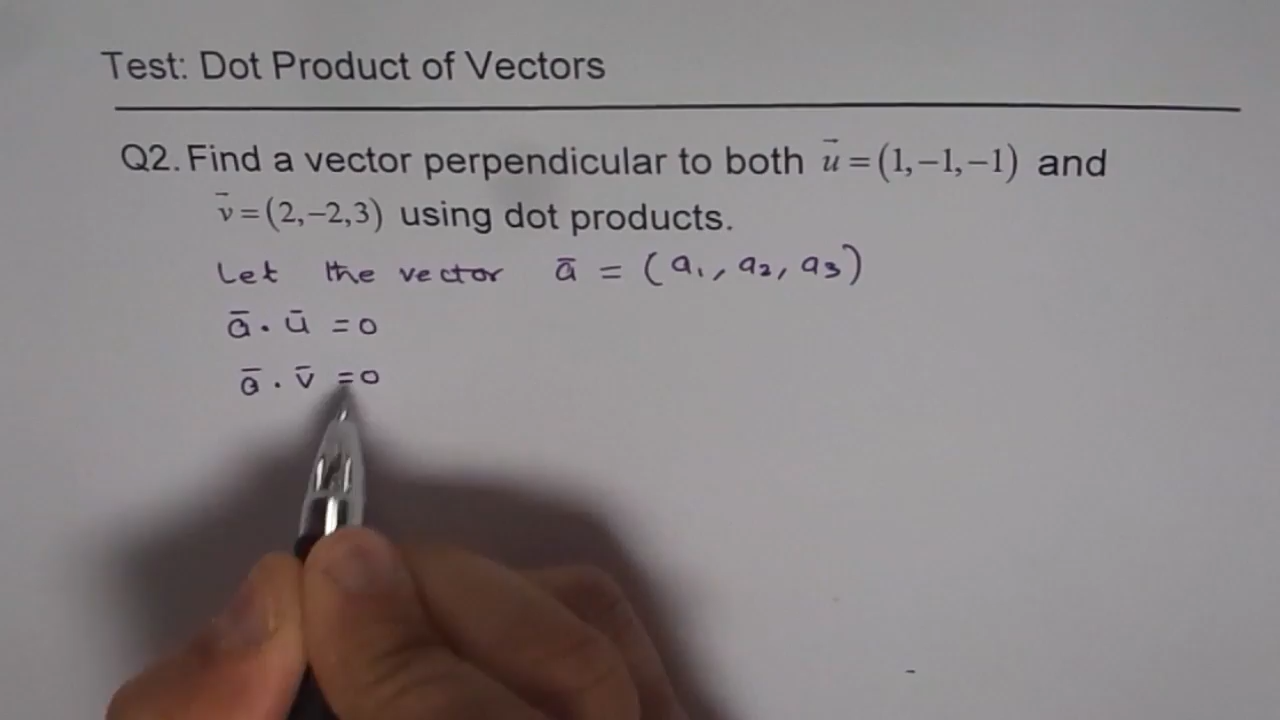 Test: Dot Product of Vectors
Q2. Find a vector perpendicular to both u̅ = (1,−1,−1) and
v̅ = (2,−2,3) using dot products.
Let the vector a̅ = (a₁, a₂, a₃)
a̅ · u̅ = 0
a̅ · v̅ = 0